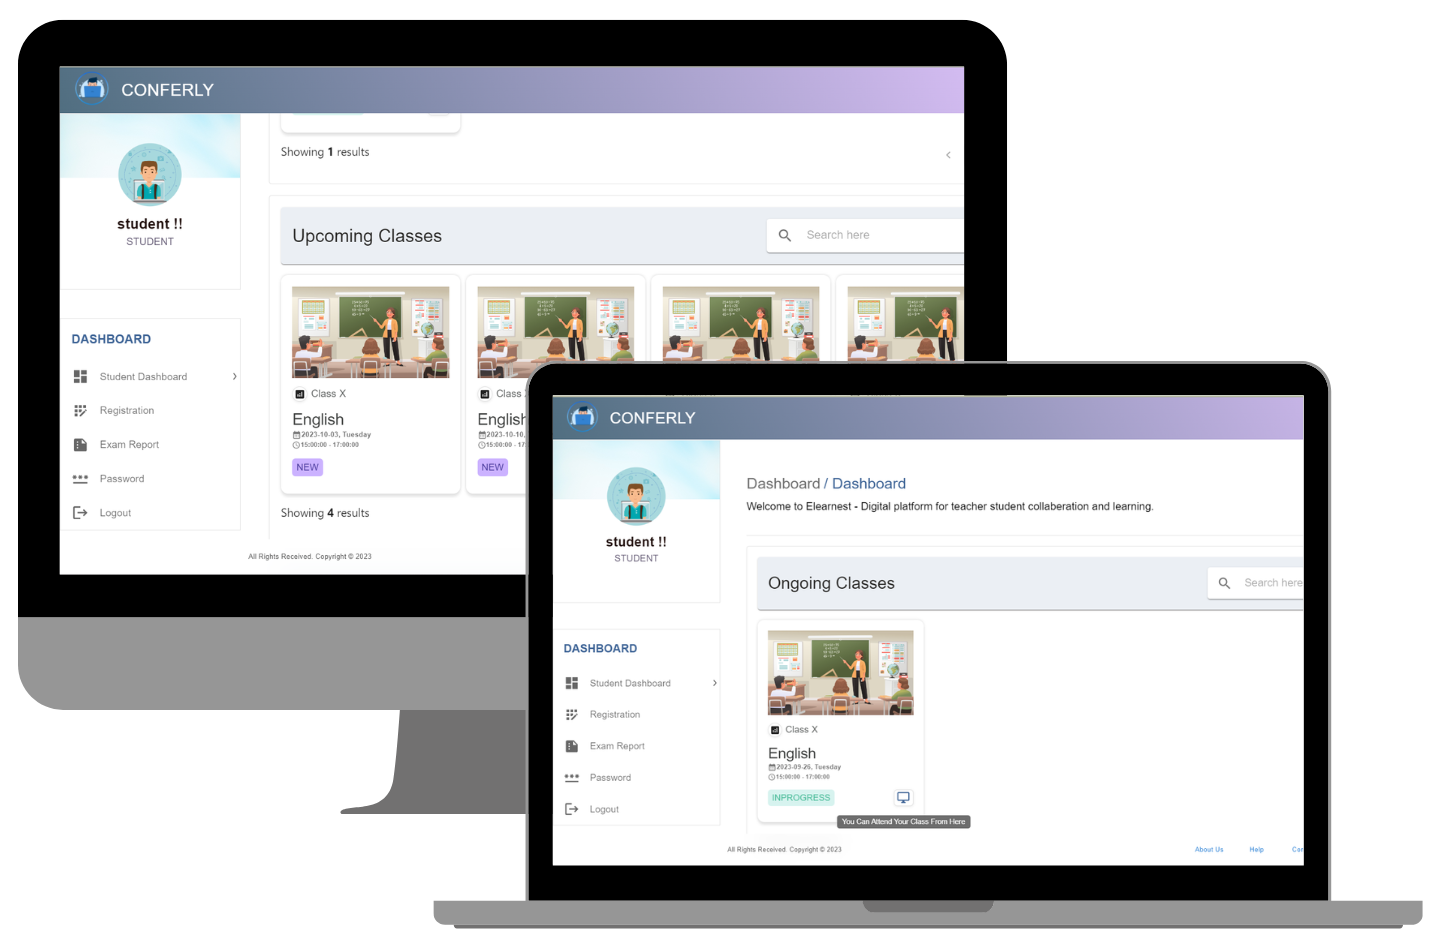 CONFERLY
student !!
STUDENT
DASHBOARD
Student Dashboard
Registration
Exam Report
Password
Logout
Showing 1 results
Upcoming Classes
Search here
Class X
English
2023-10-03, Tuesday
15:00:00 - 17:00:00
NEW
Class
English
2023-10-10,
15:00:00 - 17
NEW
Showing 4 results
All Rights Received. Copyright © 2023
CONFERLY
student !!
STUDENT
DASHBOARD
Student Dashboard
Registration
Exam Report
Password
Logout
Dashboard / Dashboard
Welcome to Elearnest - Digital platform for teacher student collaberation and learning.
Ongoing Classes
Search here
Class X
English
2023-09-26, Tuesday
15:00:00 - 17:00:00
INPROGRESS
You Can Attend Your Class From Here
All Rights Received. Copyright © 2023
About Us
Help